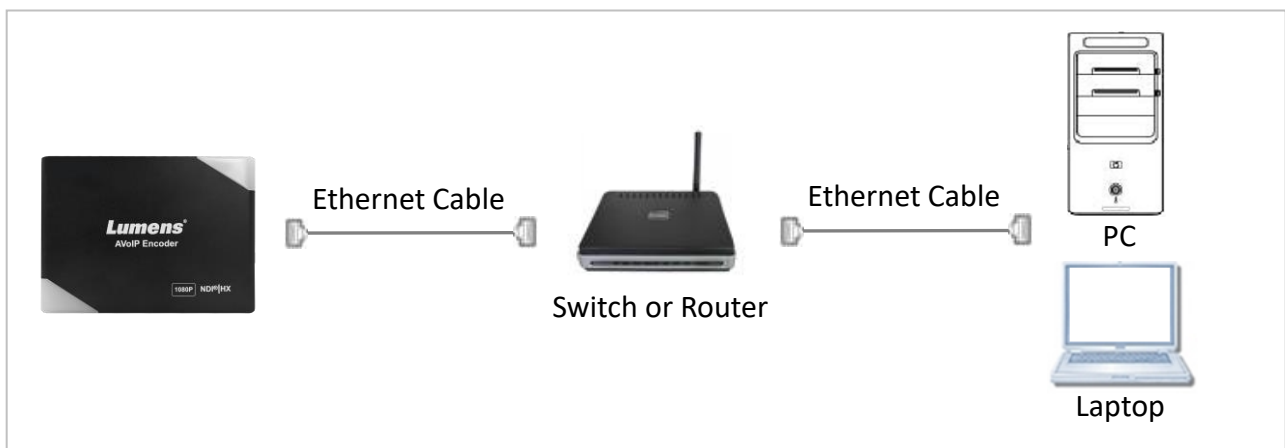 Lumens®
AVoIP Encoder
1080P NDI®|HX
Ethernet Cable
Switch or Router
Ethernet Cable
PC
Laptop